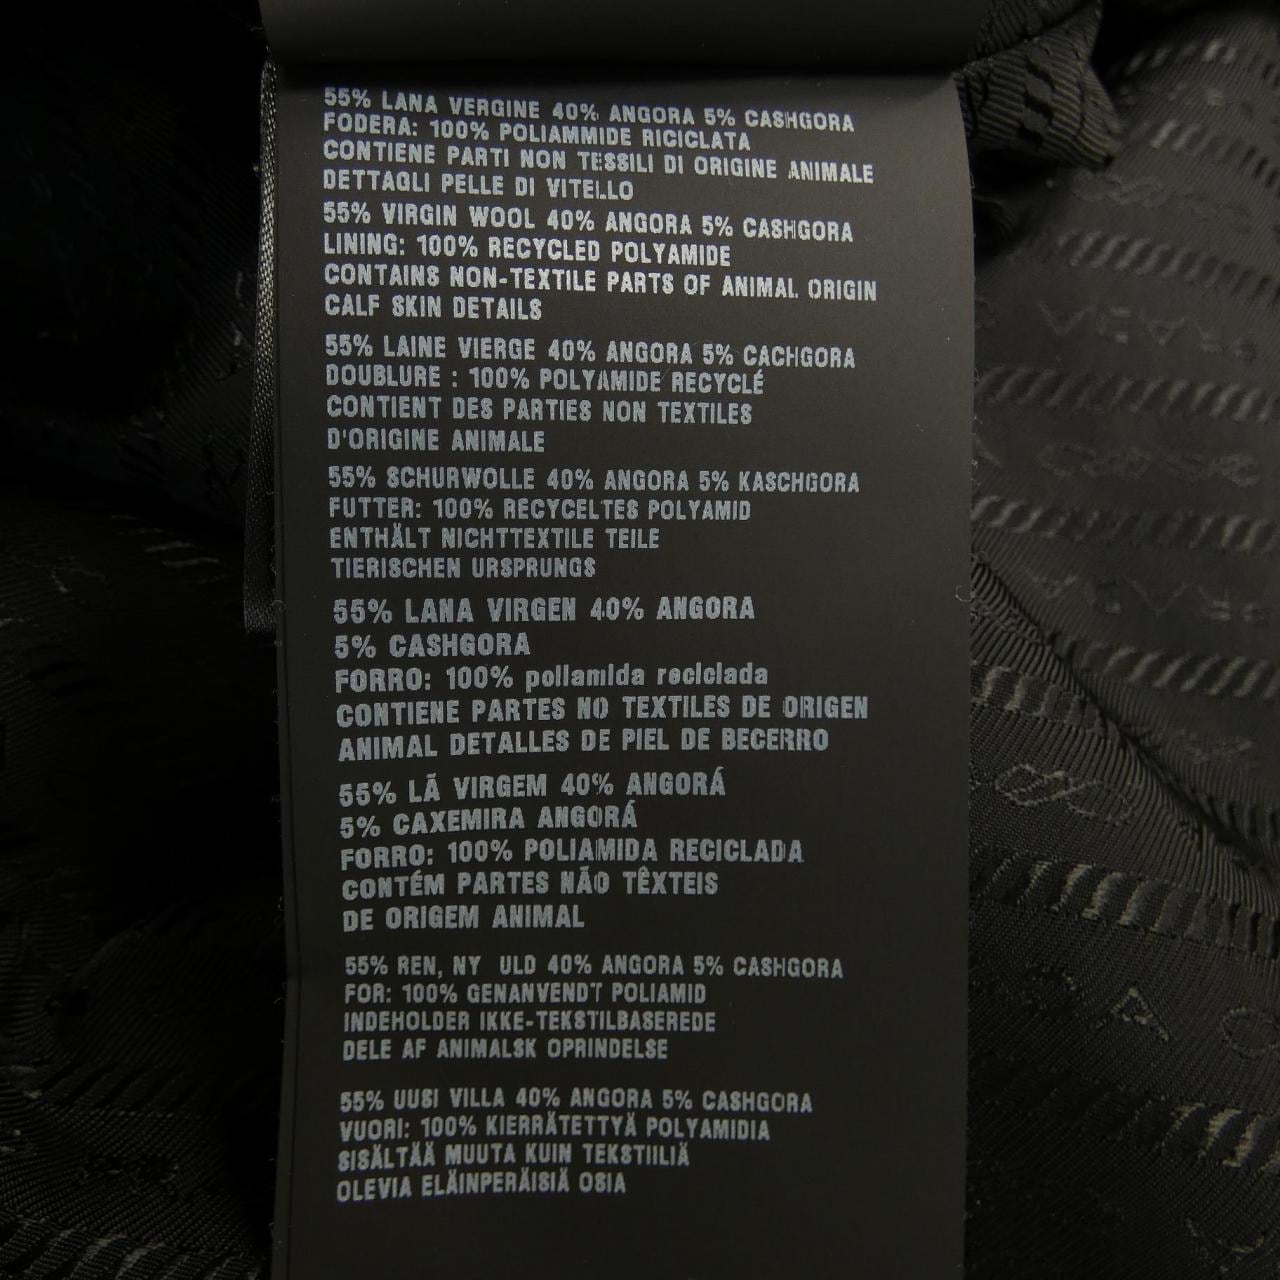 55% LANA VERGINE 40% ANGORA 5% CASHGORA
FODERA: 100% POLIAMMIDE RICICLATA
CONTIENE PARTI NON TESSILI DI ORIGINE ANIMALE
DETTAGLI PELLE DI VITELLO
55% VIRGIN WOOL 40% ANGORA 5% CASHGORA
LINING: 100% RECYCLED POLYAMIDE
CONTAINS NON-TEXTILE PARTS OF ANIMAL ORIGIN
CALF SKIN DETAILS
55% LAINE VIERGE 40% ANGORA 5% CACHGORA
DOUBLURE : 100% POLYAMIDE RECYCLÉ
CONTIENT DES PARTIES NON TEXTILES
D'ORIGINE ANIMALE
55% SCHURWOLLE 40% ANGORA 5% KASCHGORA
FUTTER: 100% RECYCELTES POLYAMID
ENTHÄLT NICHTTEXTILE TEILE
TIERISCHEN URSPRUNGS
55% LANA VIRGEN 40% ANGORA
5% CASHGORA
FORRO: 100% poliamida reciclada
CONTIENE PARTES NO TEXTILES DE ORIGEN
ANIMAL DETALLES DE PIEL DE BECERRO
55% LÃ VIRGEM 40% ANGORÁ
5% CAXEMIRA ANGORÁ
FORRO: 100% POLIAMIDA RECICLADA
CONTÉM PARTES NÃO TÊXTEIS
DE ORIGEM ANIMAL
55% REN, NY ULD 40% ANGORA 5% CASHGORA
FOR: 100% GENANVENDT POLIAMID
INDEHOLDER IKKE-TEKSTILBASEREDE
DELE AF ANIMALSK OPRINDELSE
55% UUSI VILLA 40% ANGORA 5% CASHGORA
VUORI: 100% KIERRÄTETTYÄ POLYAMIDIA
SISÄLTÄÄ MUUTA KUIN TEKSTIILIÄ
OLEVIA ELÄINPERÄISIÄ OSIA